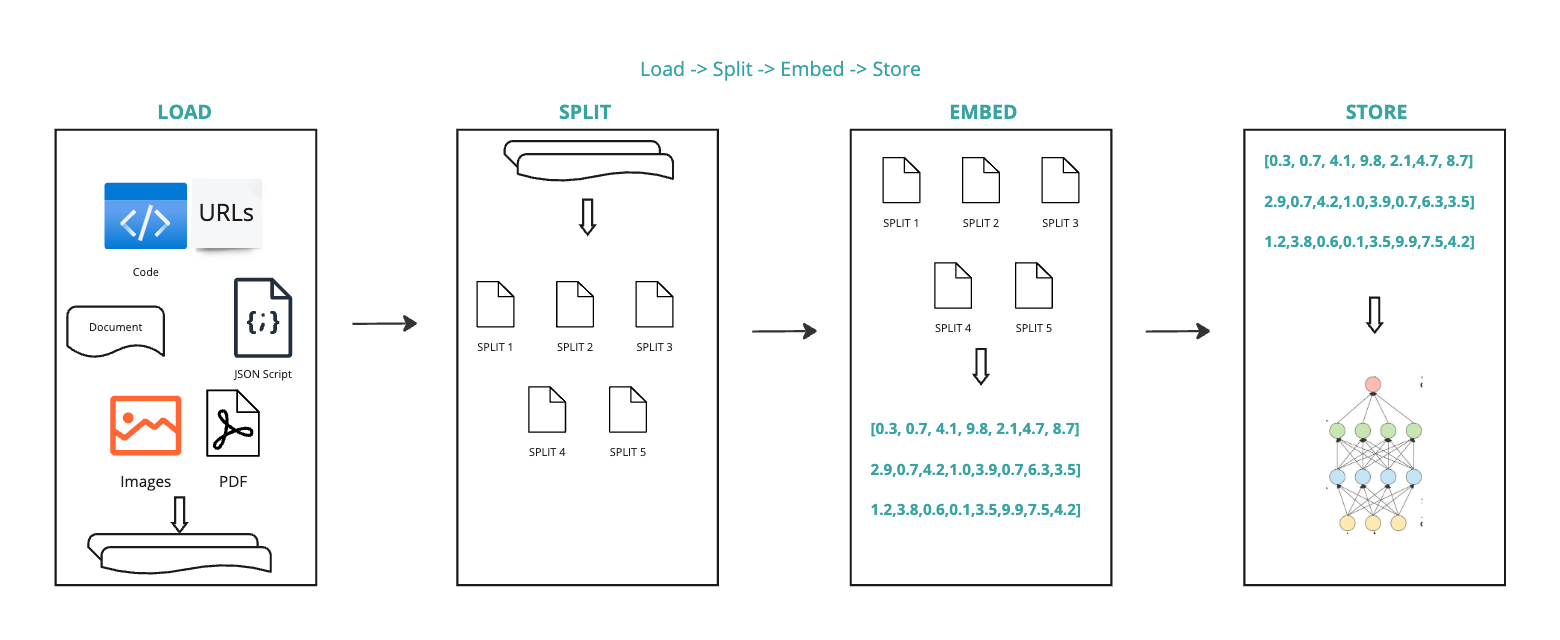 Load -> Split -> Embed -> Store
LOAD
URLs
Code
Document
{;}
JSON Script
Images
PDF
SPLIT
SPLIT 1
SPLIT 2
SPLIT 3
SPLIT 4
SPLIT 5
EMBED
SPLIT 1
SPLIT 2
SPLIT 3
SPLIT 4
SPLIT 5
[0.3, 0.7, 4.1, 9.8, 2.1,4.7, 8.7]
2.9,0.7,4.2,1.0,3.9,0.7,6.3,3.5]
1.2,3.8,0.6,0.1,3.5,9.9,7.5,4.2]
STORE
[0.3, 0.7, 4.1, 9.8, 2.1,4.7, 8.7]
2.9,0.7,4.2,1.0,3.9,0.7,6.3,3.5]
1.2,3.8,0.6,0.1,3.5,9.9,7.5,4.2]